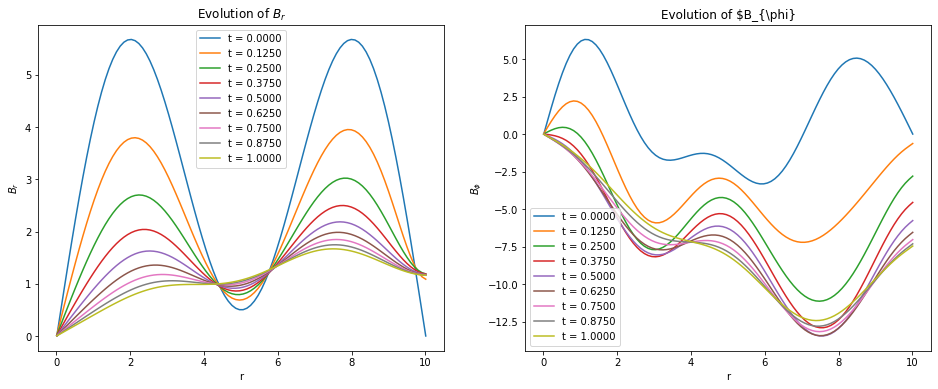 Evolution of $B_r$
B_r
5
4
3
2
1
0
t = 0.0000
t = 0.1250
t = 0.2500
t = 0.3750
t = 0.5000
t = 0.6250
t = 0.7500
t = 0.8750
t = 1.0000
0 2 4 6 8 10
r
Evolution of $B_{\phi}
B_Φ
5.0
2.5
0.0
−2.5
−5.0
−7.5
−10.0
−12.5
t = 0.0000
t = 0.1250
t = 0.2500
t = 0.3750
t = 0.5000
t = 0.6250
t = 0.7500
t = 0.8750
t = 1.0000
0 2 4 6 8 10
r